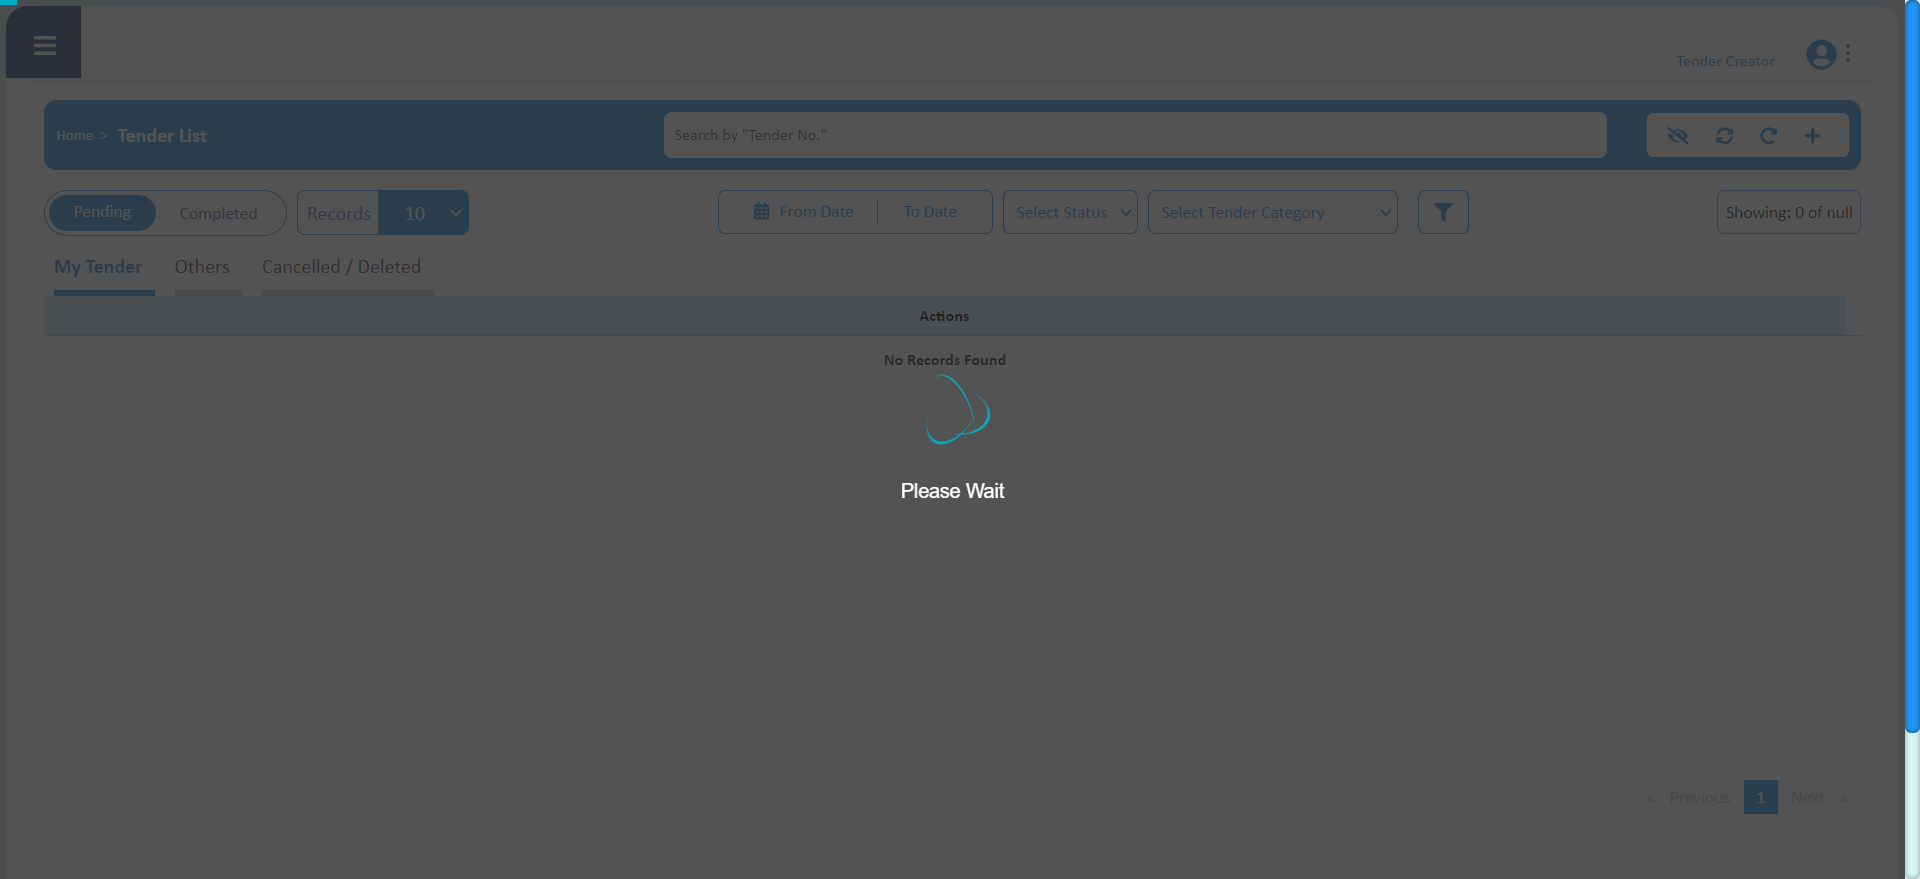 Tender Creator
Home > Tender List
Search by "Tender No."
Pending
Completed
Records
10
From Date
To Date
Select Status
Select Tender Category
Showing: 0 of null
My Tender
Others
Cancelled / Deleted
Actions
No Records Found
Please Wait
« Previous 1 Next »